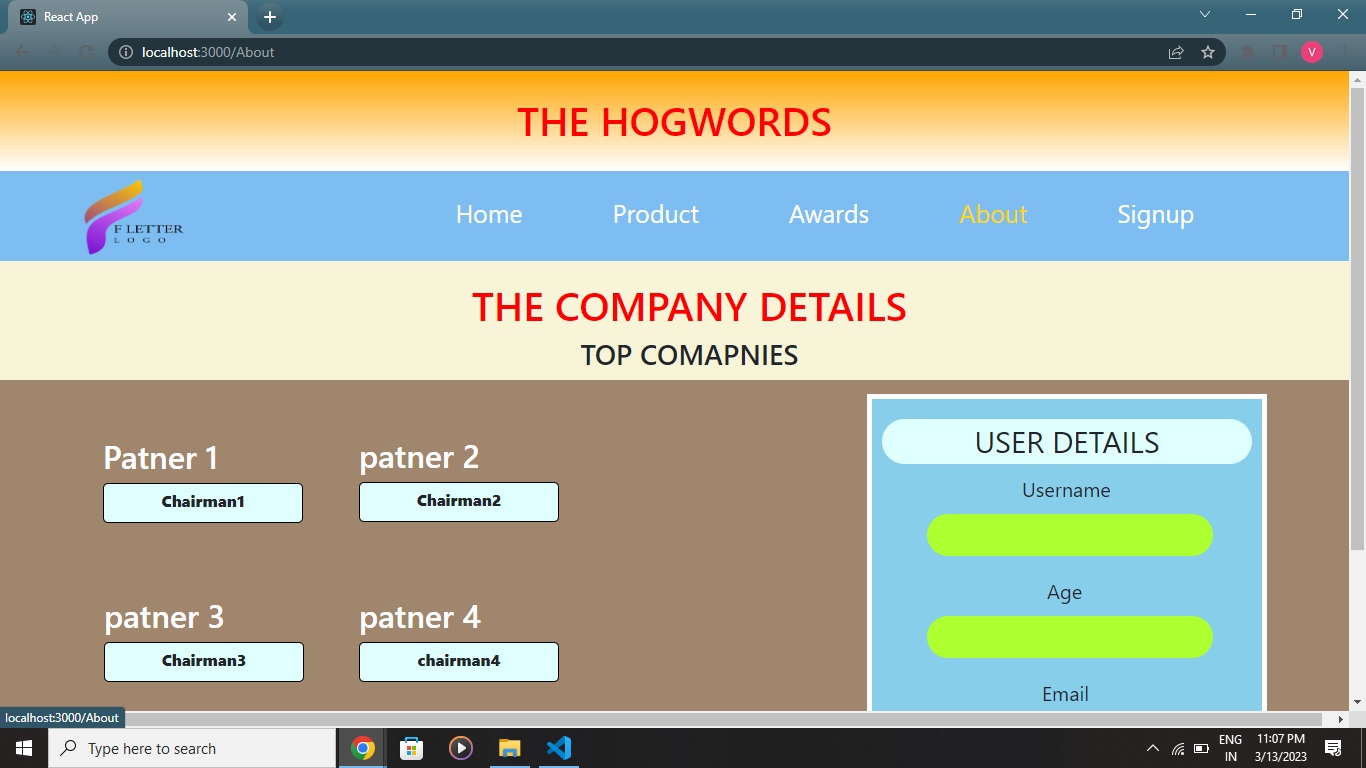 React App
localhost:3000/About
V
THE HOGWORDS
F LETTER
LOGO
Home Product Awards About Signup
THE COMPANY DETAILS
TOP COMAPNIES
Patner 1 patner 2
Chairman1 Chairman2
patner 3 patner 4
Chairman3 chairman4
USER DETAILS
Username
Age
Email
localhost:3000/About
Type here to search
ENG
IN
11:07 PM
3/13/2023